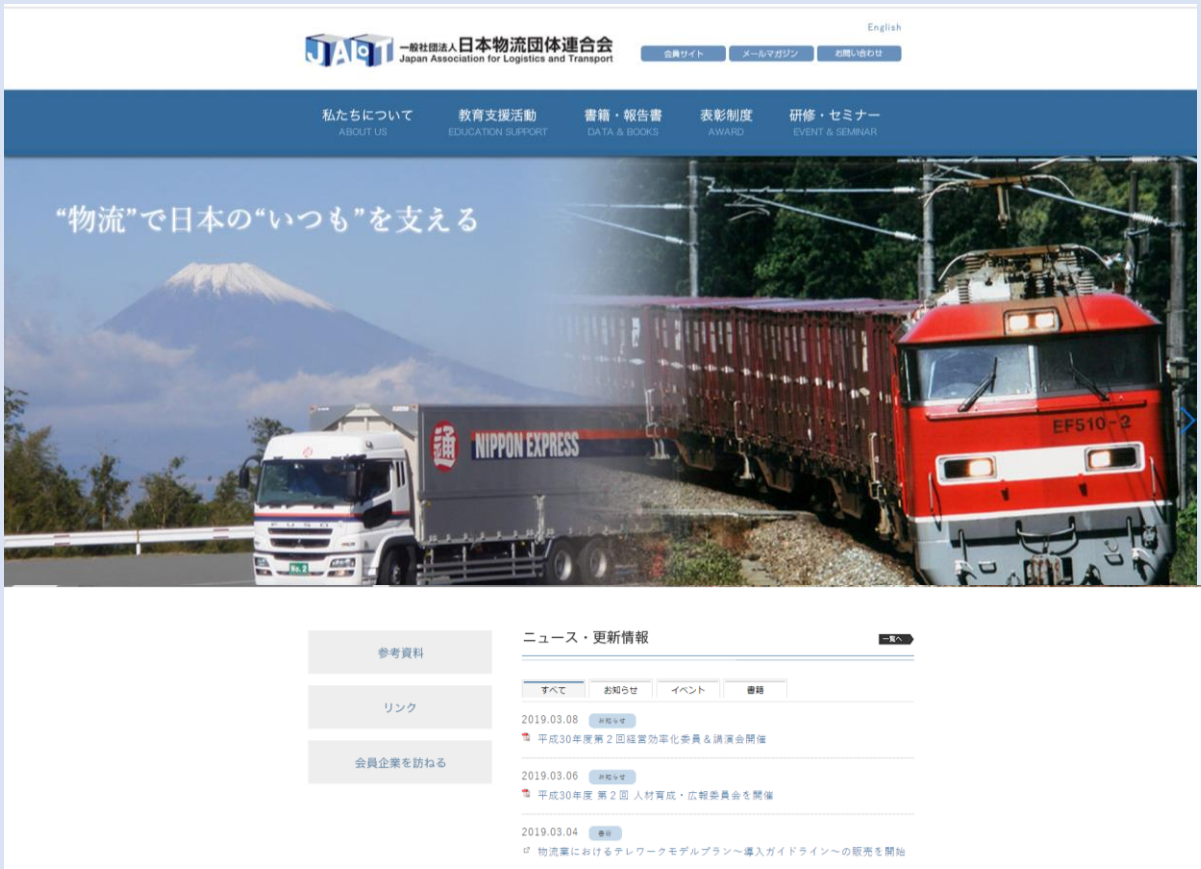 English
JALoT 一般社団法人日本物流団体連合会
Japan Association for Logistics and Transport
会員サイト メールマガジン お問い合わせ
私たちについて 教育支援活動 書籍・報告書 表彰制度 研修・セミナー
ABOUT US EDUCATION SUPPORT DATA & BOOKS AWARD EVENT & SEMINAR
“物流”で日本の“いつも”を支える
EF510-2
通 NIPPON EXPRESS
FUSO
No.2
ニュース・更新情報 一覧へ
参考資料
すべて お知らせ イベント 書籍
リンク
2019.03.08 お知らせ
平成30年度第2回経営効率化委員&講演会開催
会員企業を訪ねる
2019.03.06 お知らせ
平成30年度 第2回 人材育成・広報委員会を開催
2019.03.04 書籍
物流業におけるテレワークモデルプラン~導入ガイドライン~の販売を開始